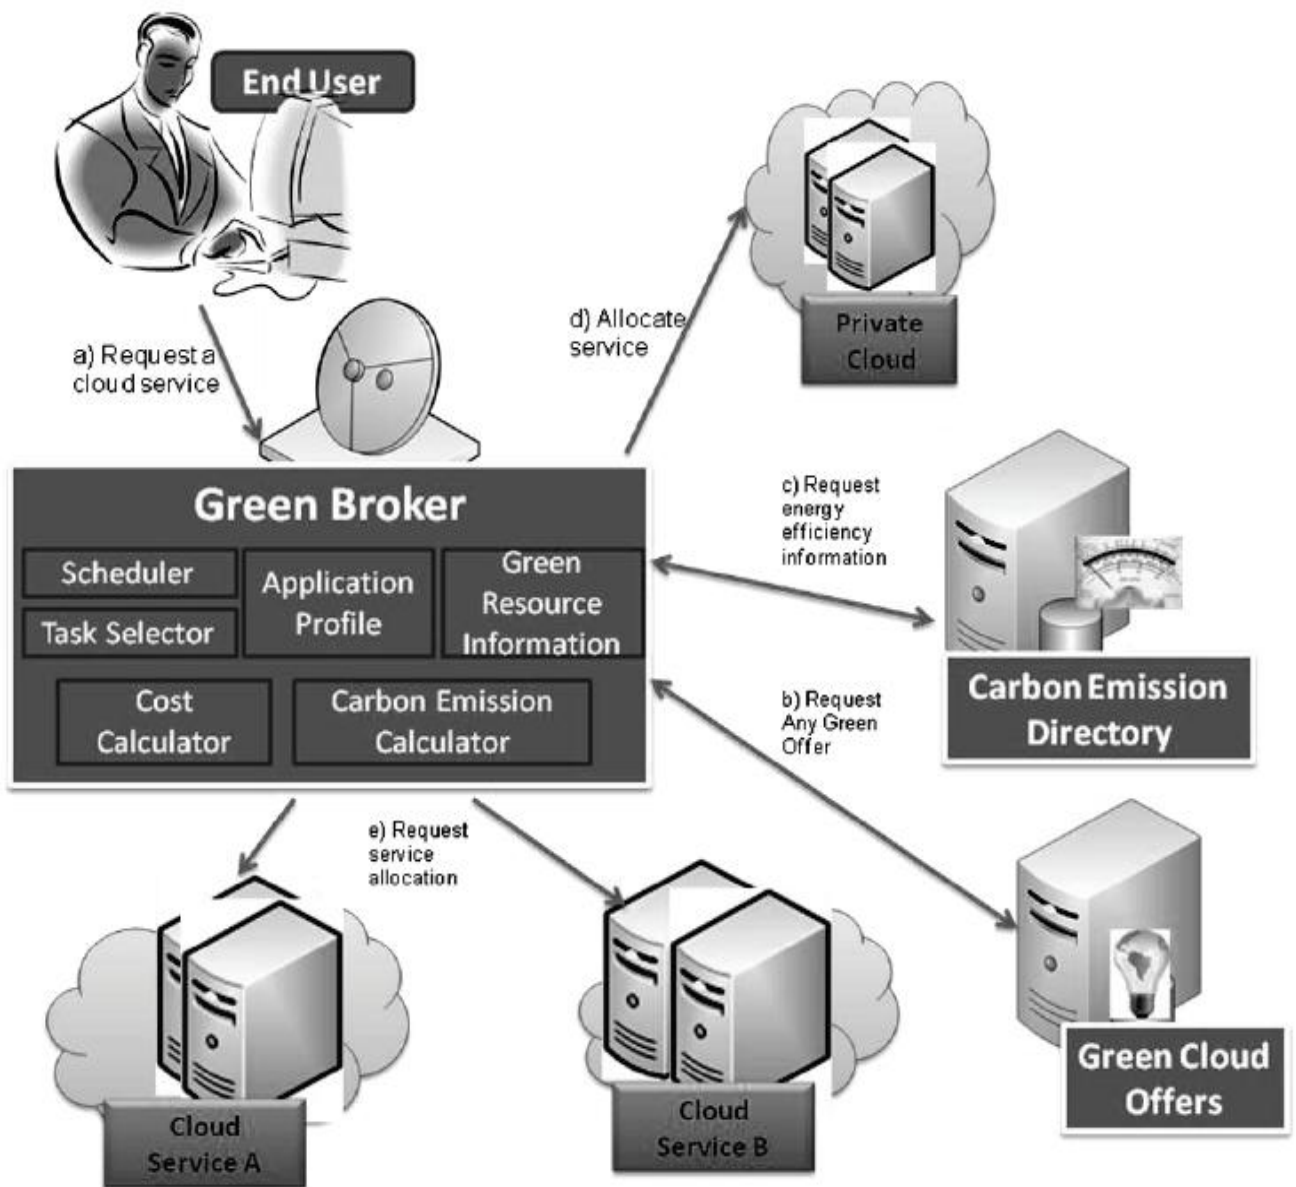 End User
a) Request a
cloud service
d) Allocate
service
Private
Cloud
Green Broker
Scheduler
Task Selector
Application
Profile
Green
Resource
Information
Cost
Calculator
Carbon Emission
Calculator
c) Request
energy
efficiency
information
Carbon Emission
Directory
b) Request
Any Green
Offer
Green Cloud
Offers
e) Request
service
allocation
Cloud
Service A
Cloud
Service B